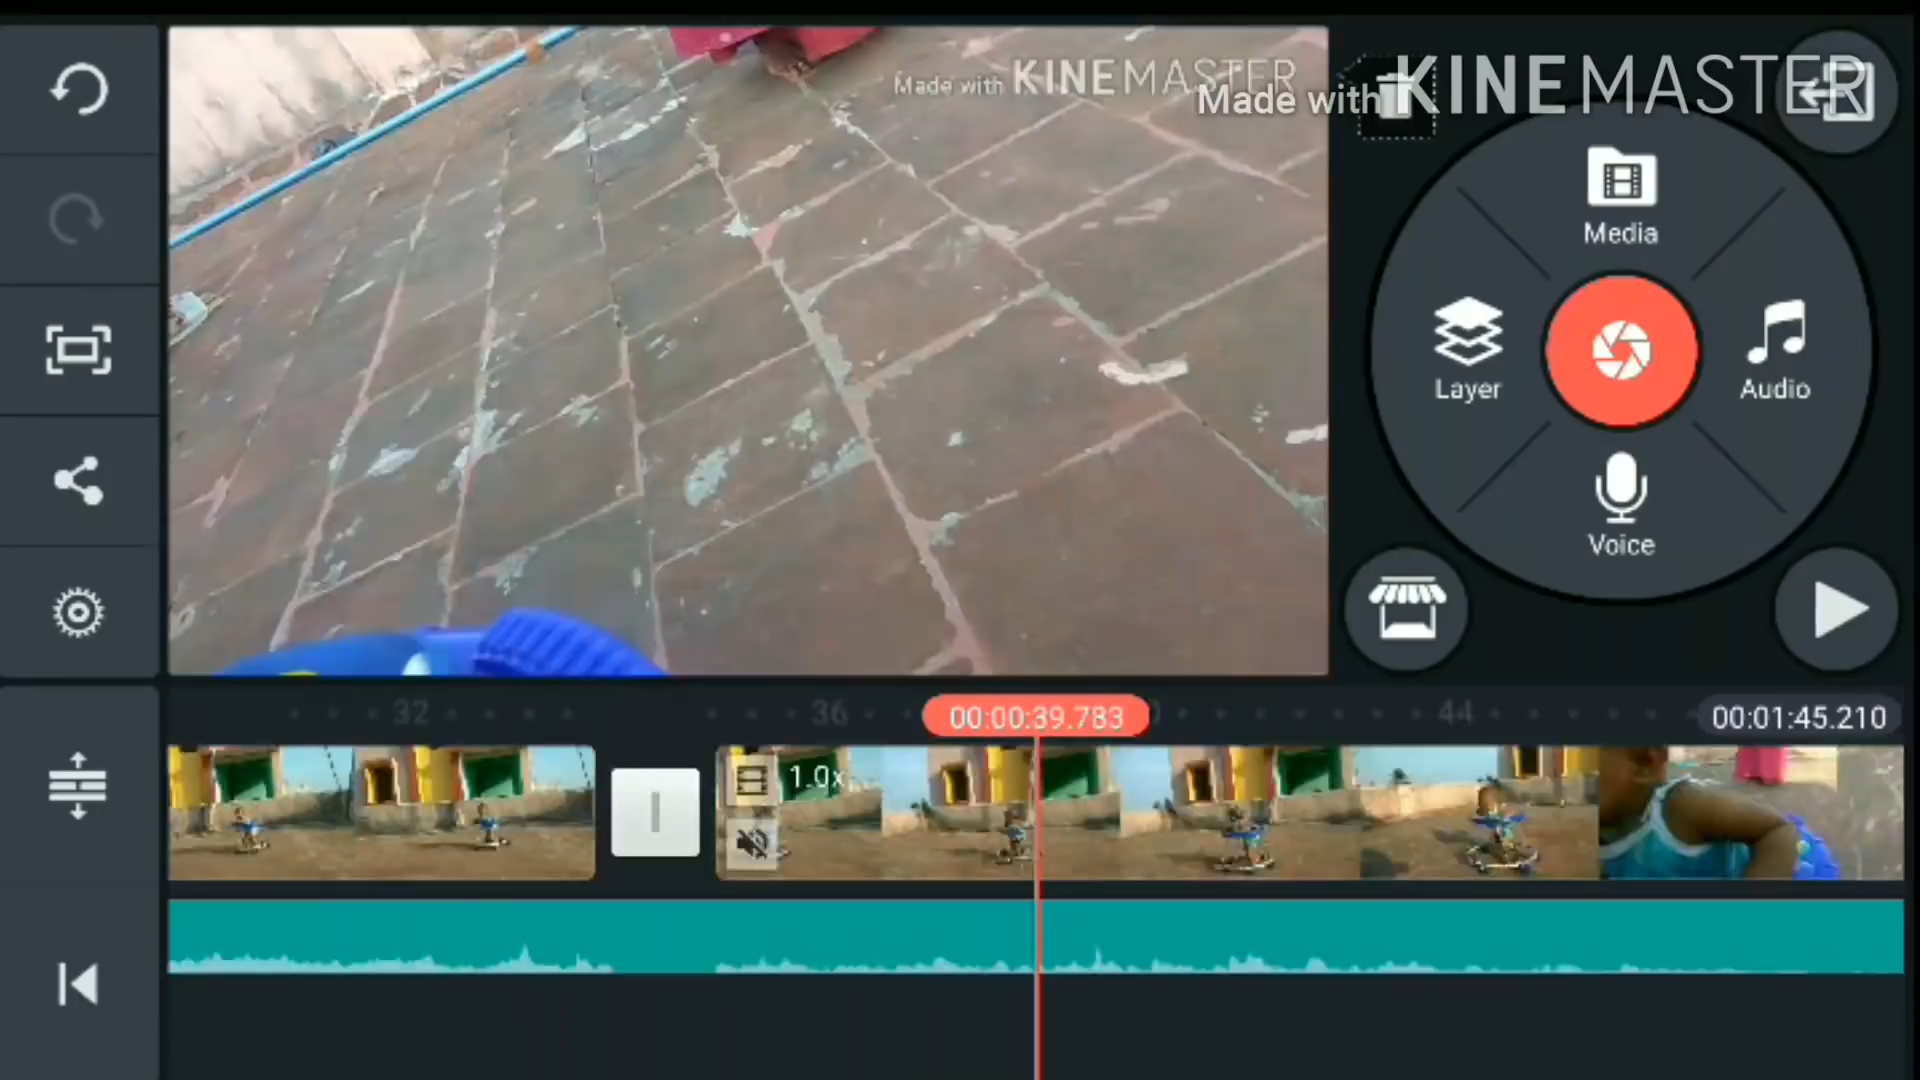 Made with KINEMASTER
Made with KINEMASTER
Media
Layer
Audio
Voice
32
36
00:00:39.783
44
00:01:45.210
1.0x